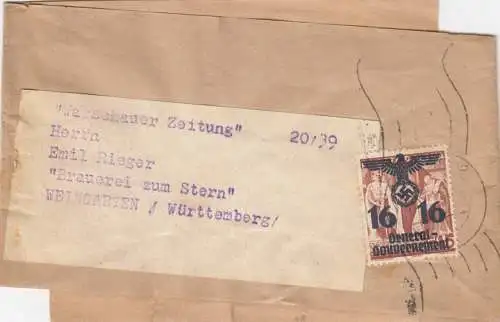 "Warschauer Zeitung" 20/39
Herrn
Emil Rieger
"Brauerei zum Stern"
WEINGARTEN / Württemberg/
16 16
General-
Gouvernement